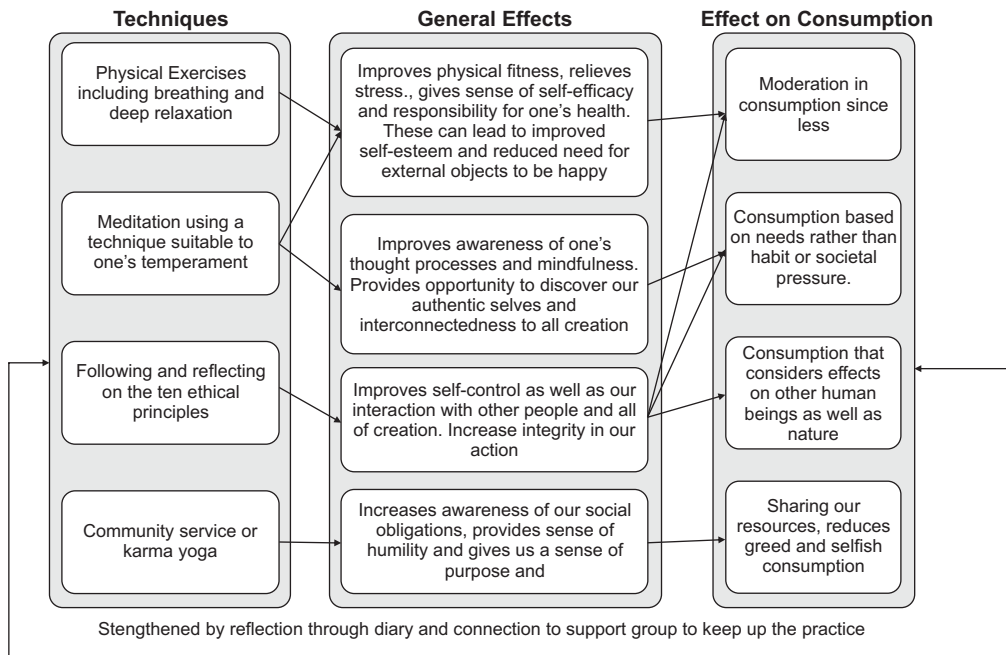 Techniques
Physical Exercises
including breathing and
deep relaxation
Meditation using a
technique suitable to
one's temperament
Following and reflecting
on the ten ethical
principles
Community service or
karma yoga
General Effects
Improves physical fitness, relieves
stress., gives sense of self-efficacy
and responsibility for one's health.
These can lead to improved
self-esteem and reduced need for
external objects to be happy
Improves awareness of one's
thought processes and mindfulness.
Provides opportunity to discover our
authentic selves and
interconnectedness to all creation
Improves self-control as well as our
interaction with other people and all
of creation. Increase integrity in our
action
Increases awareness of our social
obligations, provides sense of
humility and gives us a sense of
purpose and
Effect on Consumption
Moderation in
consumption since
less
Consumption based
on needs rather than
habit or societal
pressure.
Consumption that
considers effects
on other human
beings as well as
nature
Sharing our
resources, reduces
greed and selfish
consumption
Stengthened by reflection through diary and connection to support group to keep up the practice